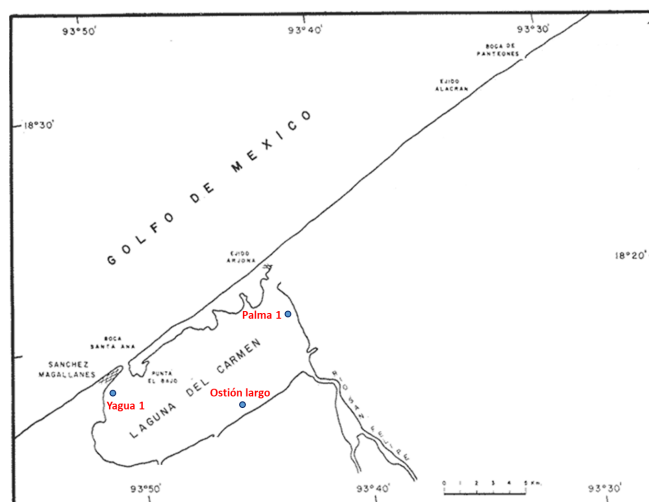 93°50'
93°40'
93°30'
BOCA DE
PANTEONES
EJIDO
ALACRAN
18°30'
GOLFO DE MEXICO
EJIDO
ARJONA
18°20'
Palma 1
BOCA
SANTA ANA
SANCHEZ
MAGALLANES
PUNTA
EL BAJO
LAGUNA DEL CARMEN
Yagua 1
Ostión largo
RIO SAN FELIPE
0 1 2 3 4 5 Km.
93°50'
93°40'
93°30'